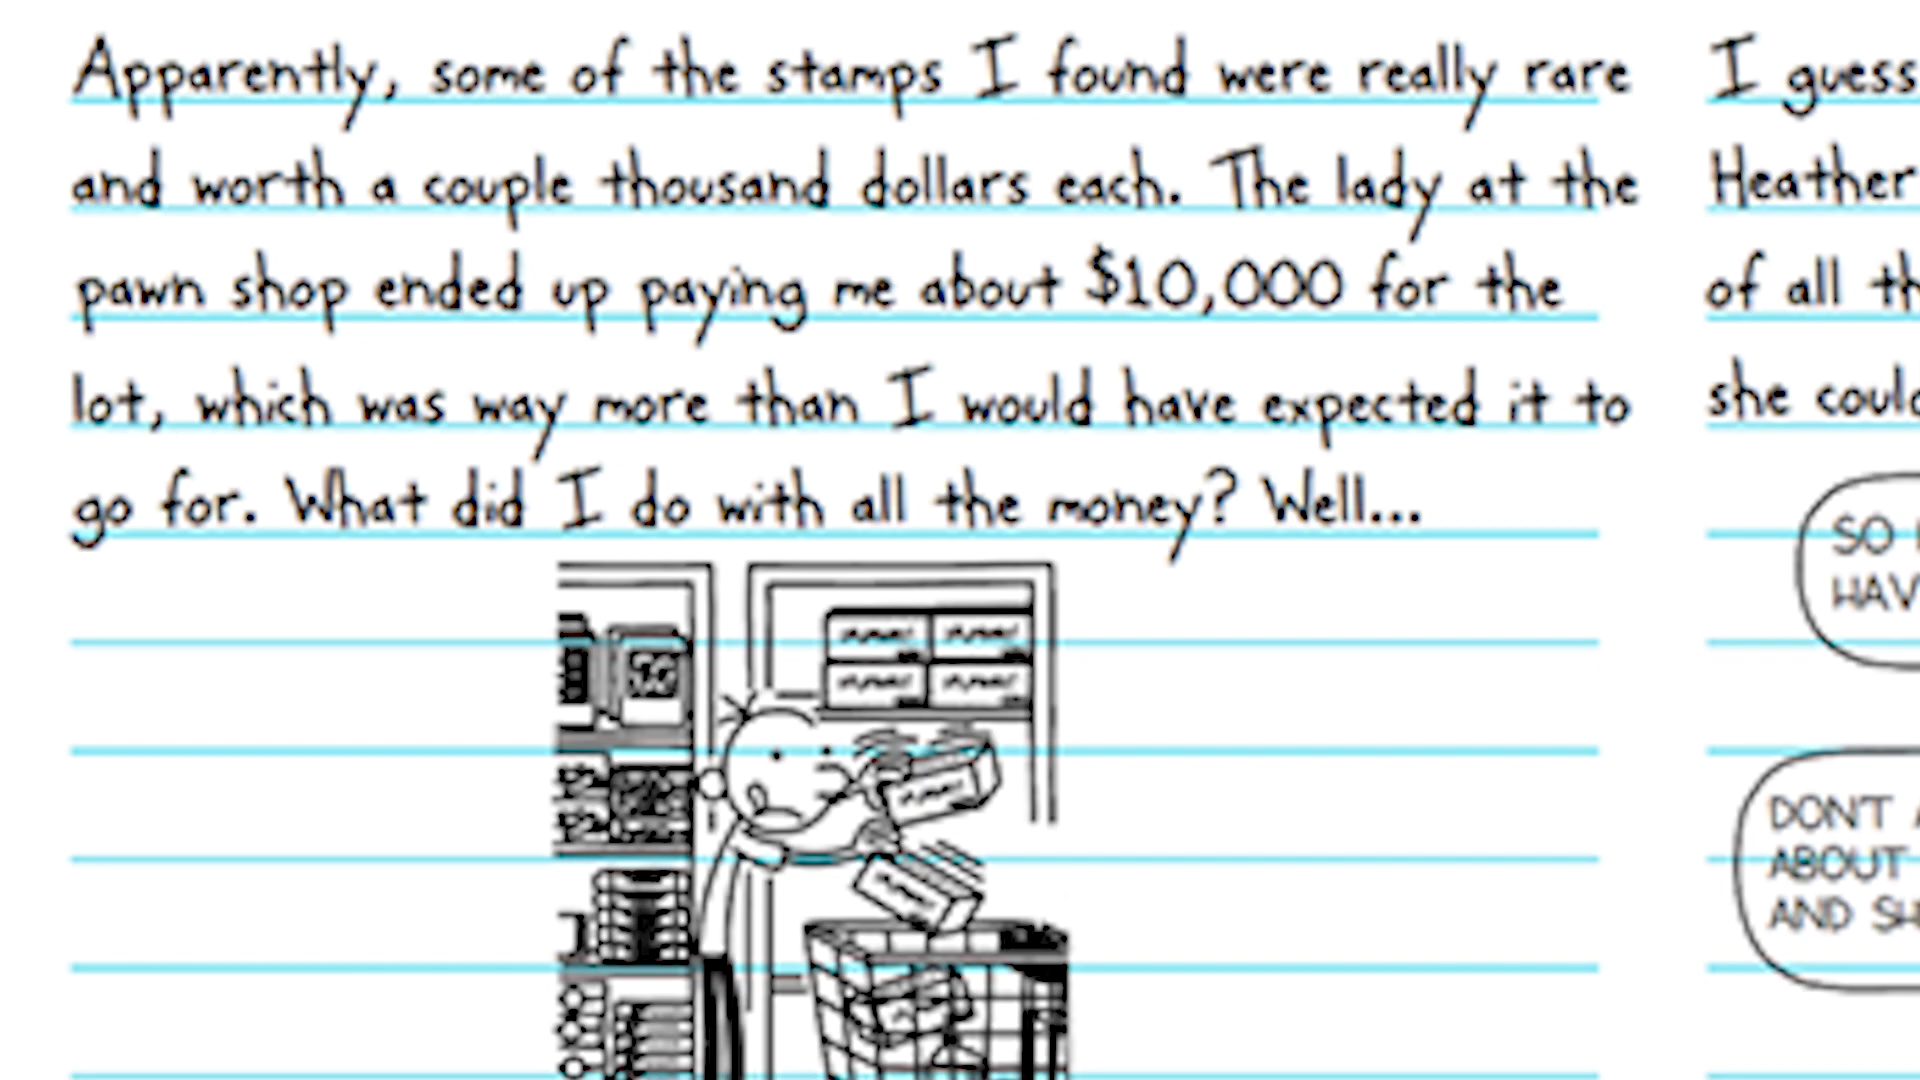 Apparently, some of the stamps I found were really rare
and worth a couple thousand dollars each. The lady at the
pawn shop ended up paying me about $10,000 for the
lot, which was way more than I would have expected it to
go for. What did I do with all the money? Well...
I guess
Heather
of all
she
SO
DON'T
ABOUT
AND